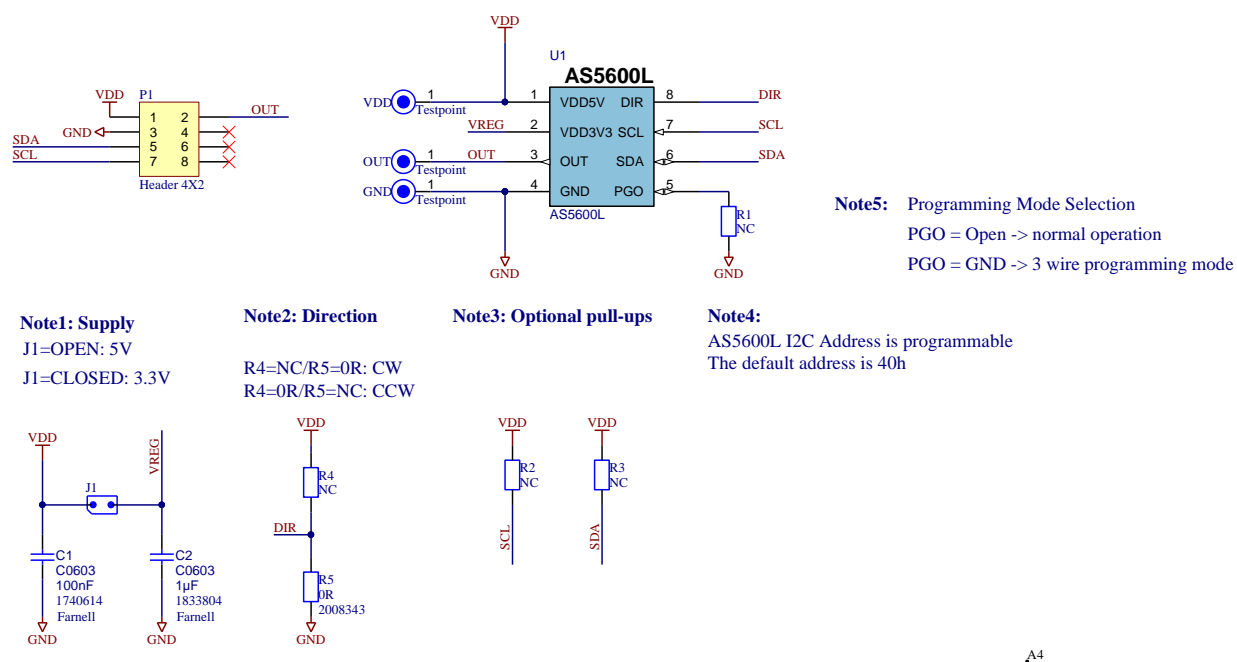 VDD
P1
VDD
1 2
OUT
GND
3 4
SDA
5 6
SCL
7 8
Header 4X2
VDD
U1
AS5600L
VDD
1
Testpoint
1
VDD5V
DIR
8
DIR
VREG
2
VDD3V3
SCL
7
SCL
OUT
1
Testpoint
OUT
3
OUT
SDA
6
SDA
GND
1
Testpoint
4
GND
PGO
5
AS5600L
R1
NC
GND
GND
Note5: Programming Mode Selection
PGO = Open -> normal operation
PGO = GND -> 3 wire programming mode
Note1: Supply
J1=OPEN: 5V
J1=CLOSED: 3.3V
Note2: Direction
R4=NC/R5=0R: CW
R4=0R/R5=NC: CCW
Note3: Optional pull-ups
Note4:
AS5600L I2C Address is programmable
The default address is 40h
VDD
VREG
J1
C1
C0603
100nF
1740614
Farnell
GND
C2
C0603
1µF
1833804
Farnell
GND
VDD
R4
NC
DIR
R5
0R
2008343
GND
VDD
R2
NC
SCL
VDD
R3
NC
SDA
A4